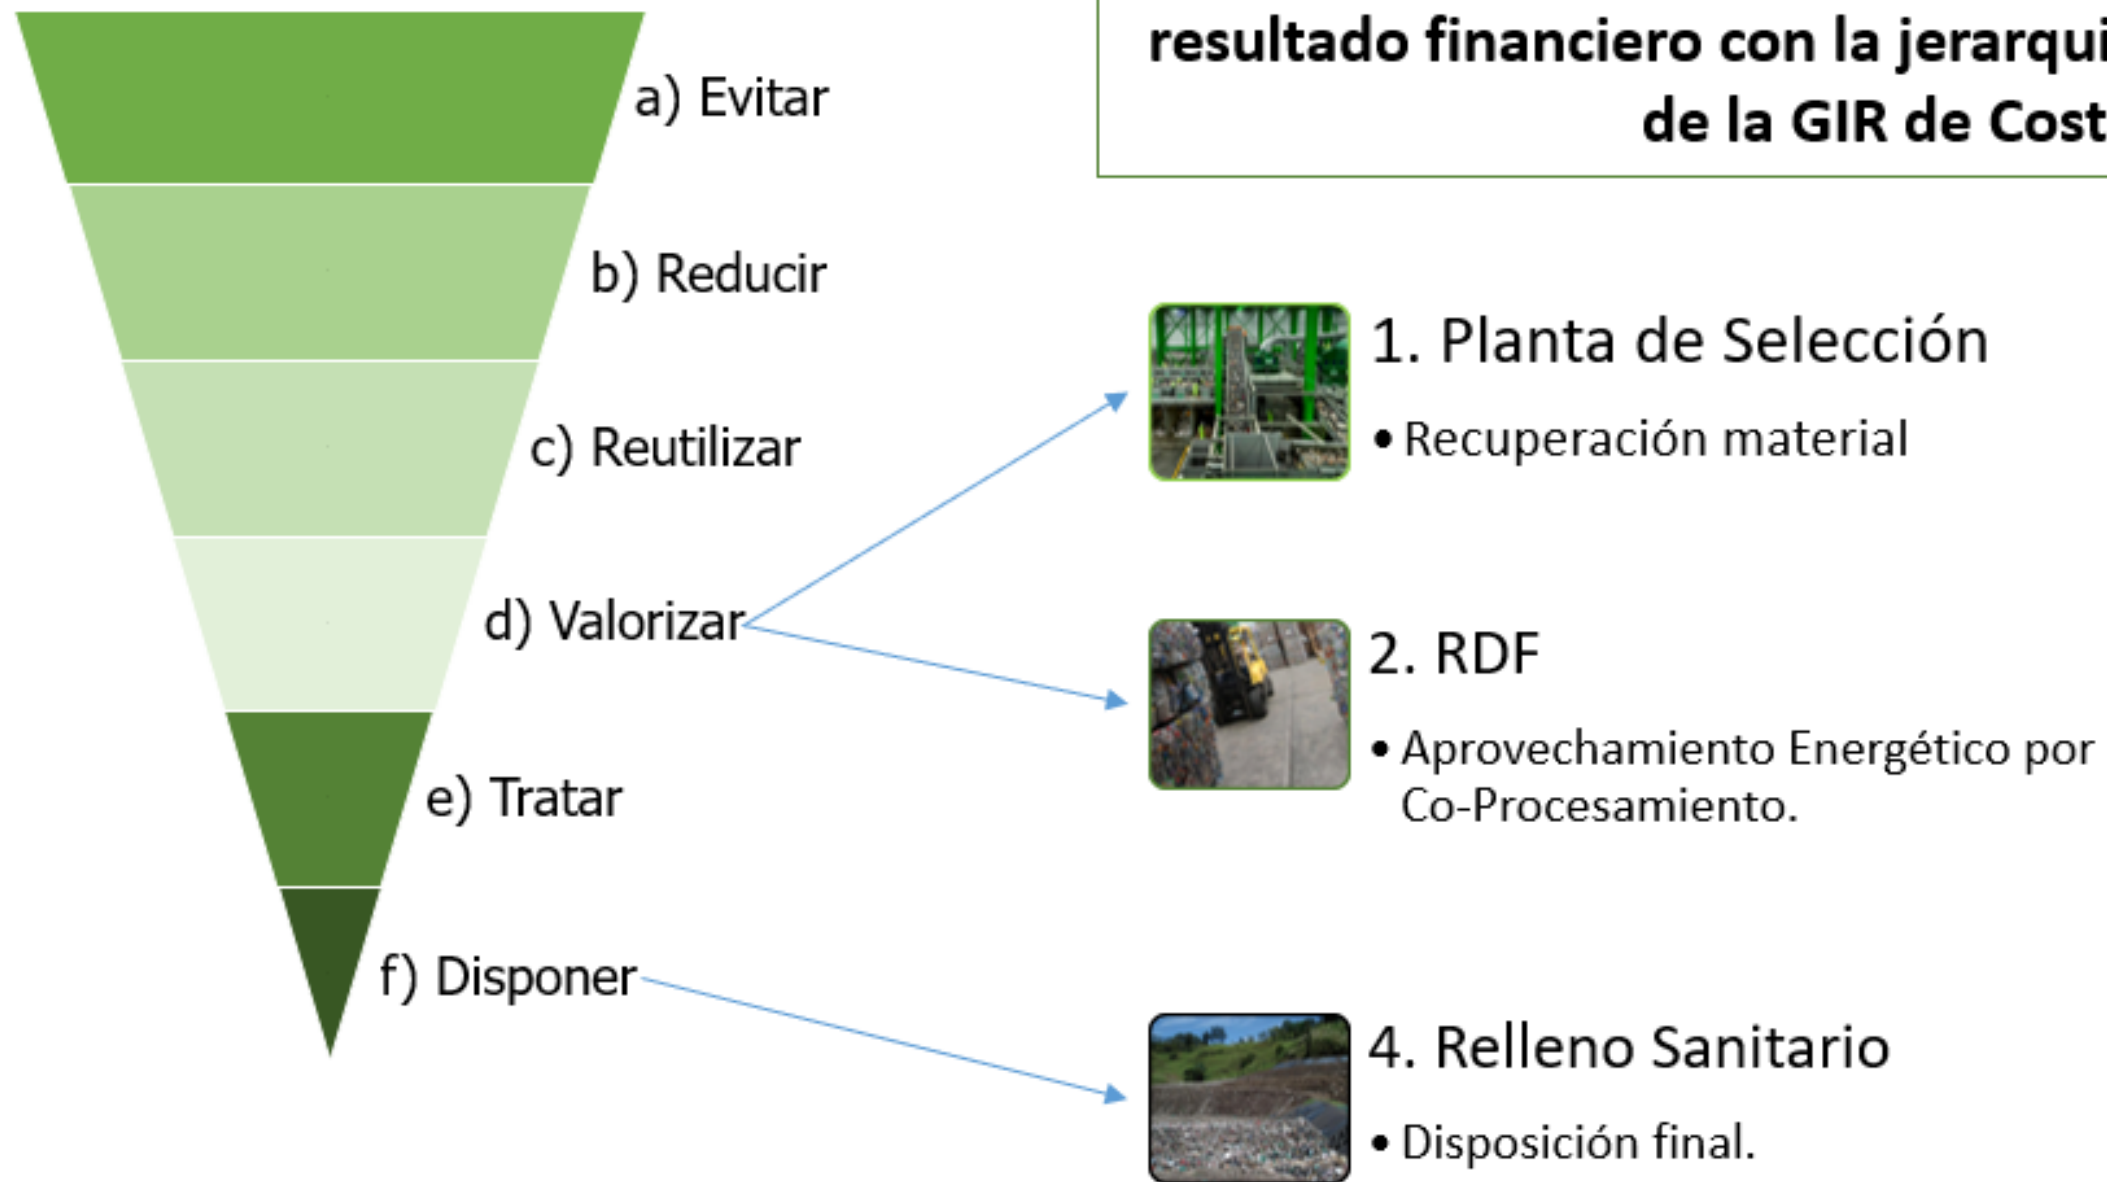 resultado financiero con la jerarqui
de la GIR de Cost
a) Evitar
b) Reducir
c) Reutilizar
d) Valorizar
e) Tratar
f) Disponer
1. Planta de Selección
• Recuperación material
2. RDF
• Aprovechamiento Energético por
Co-Procesamiento.
4. Relleno Sanitario
• Disposición final.